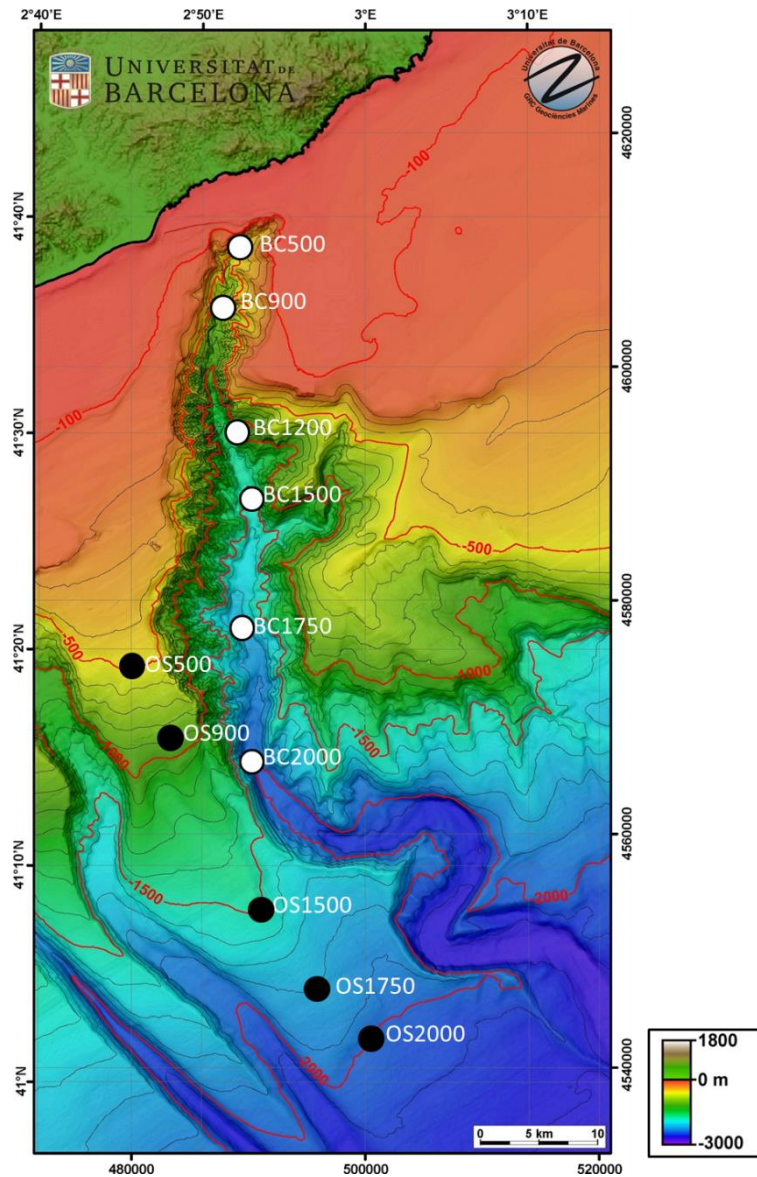 2°40'E
2°50'E
3°E
3°10'E
UNIVERSITAT DE
BARCELONA
Universitat de Barcelona
GRC Geociències Marines
-100
4620000
41°40'N
BC500
BC900
4600000
-100
41°30'N
BC1200
BC1500
-500
4580000
BC1750
41°20'N
-500
OS500
-1000
OS900
-1000
-1500
BC2000
4560000
41°10'N
-1500
-2000
OS1500
OS1750
OS2000
-2000
41°N
4540000
1800
0 m
-3000
0 5 km 10
480000
500000
520000